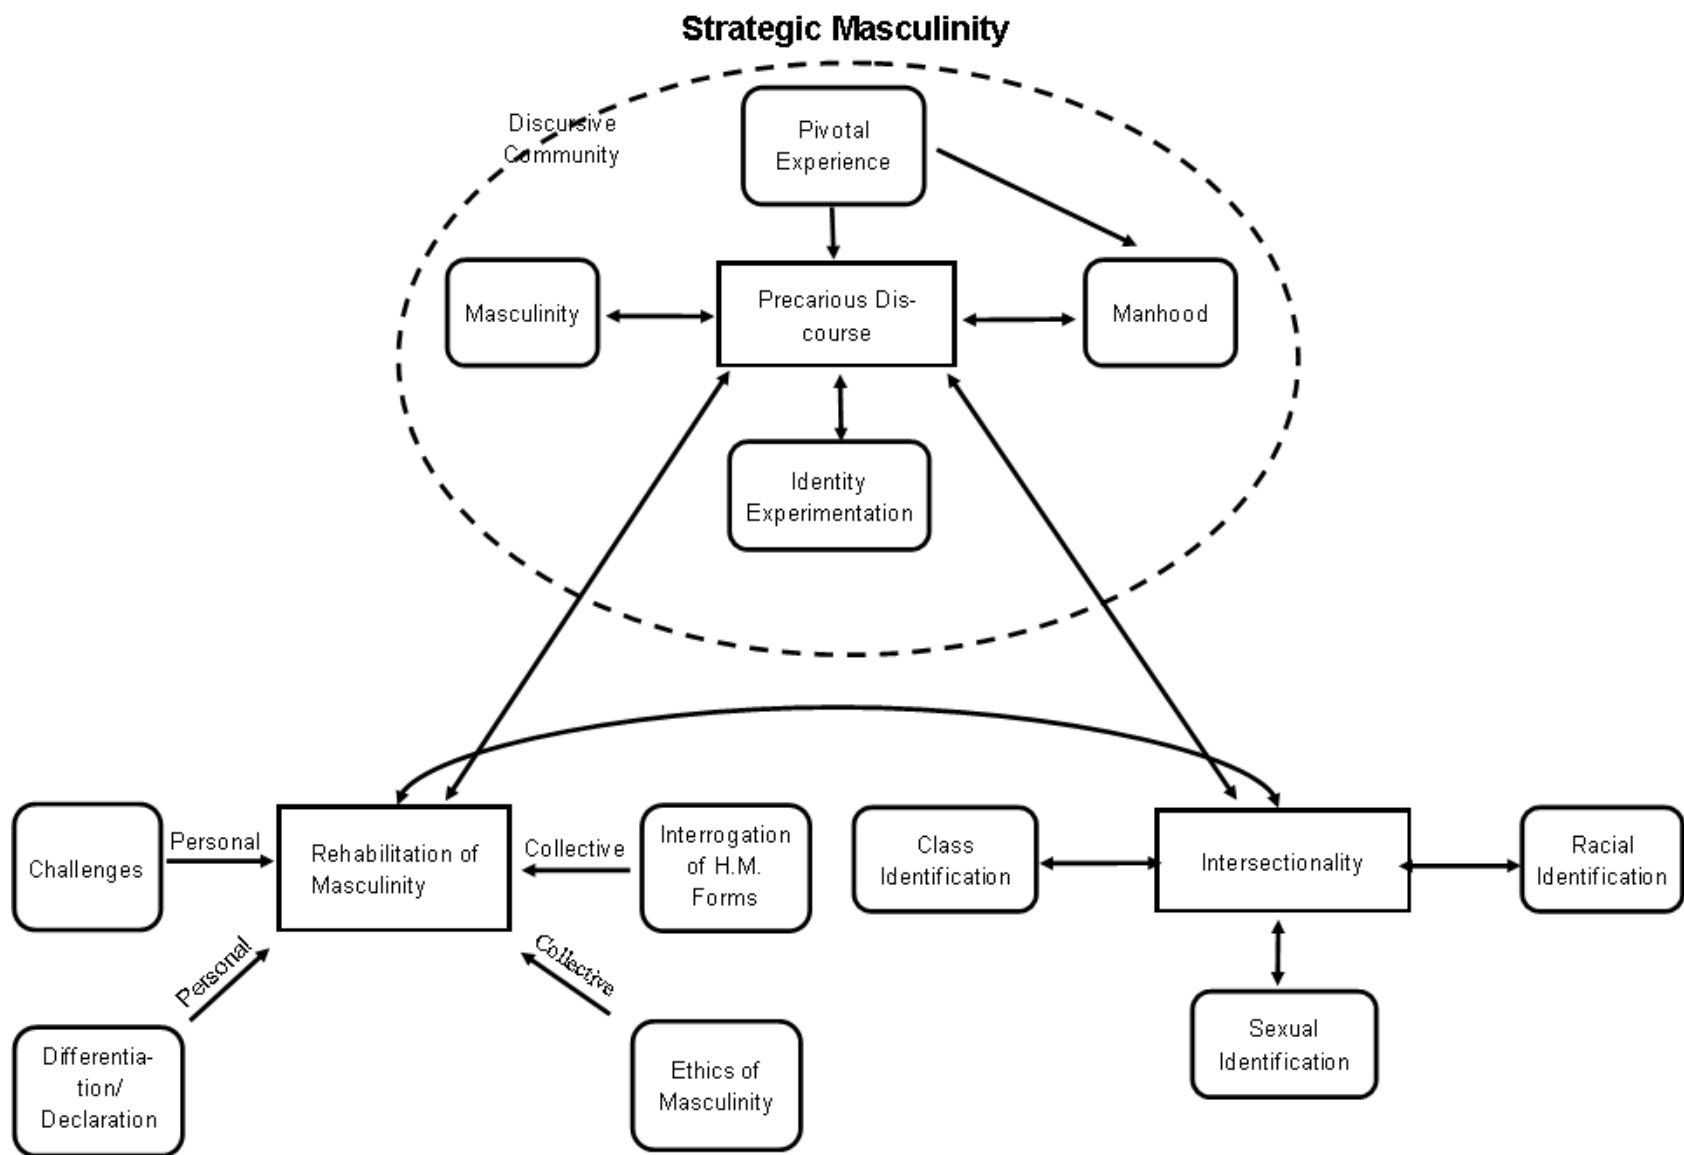 Strategic Masculinity
Discursive
Community
Pivotal
Experience
Masculinity
Precarious Dis-
course
Manhood
Identity
Experimentation
Challenges
Personal
Rehabilitation of
Masculinity
Collective
Interrogation
of H.M.
Forms
Class
Identification
Intersectionality
Racial
Identification
Personal
Collective
Differentia-
tion/
Declaration
Ethics of
Masculinity
Sexual
Identification